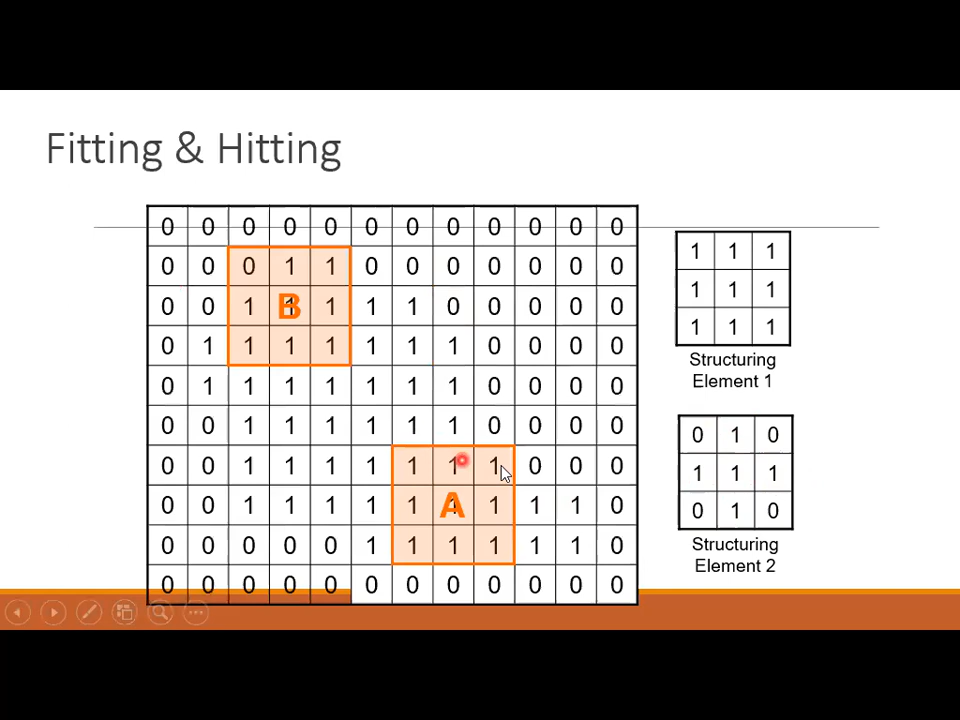 Fitting & Hitting
0 0 0 0 0 0 0 0 0 0 0 0
0 0 0 1 1 0 0 0 0 0 0 0
0 0 1 1 1 1 1 0 0 0 0 0
B
0 1 1 1 1 1 1 1 0 0 0 0
0 1 1 1 1 1 1 1 0 0 0 0
0 0 1 1 1 1 1 1 0 0 0 0
0 0 1 1 1 1 1 1 1 0 0 0
0 0 1 1 1 1 1 1 1 1 1 0
A
0 0 0 0 0 1 1 1 1 1 1 0
0 0 0 0 0 0 0 0 0 0 0 0
1 1 1
1 1 1
1 1 1
Structuring
Element 1
0 1 0
1 1 1
0 1 0
Structuring
Element 2